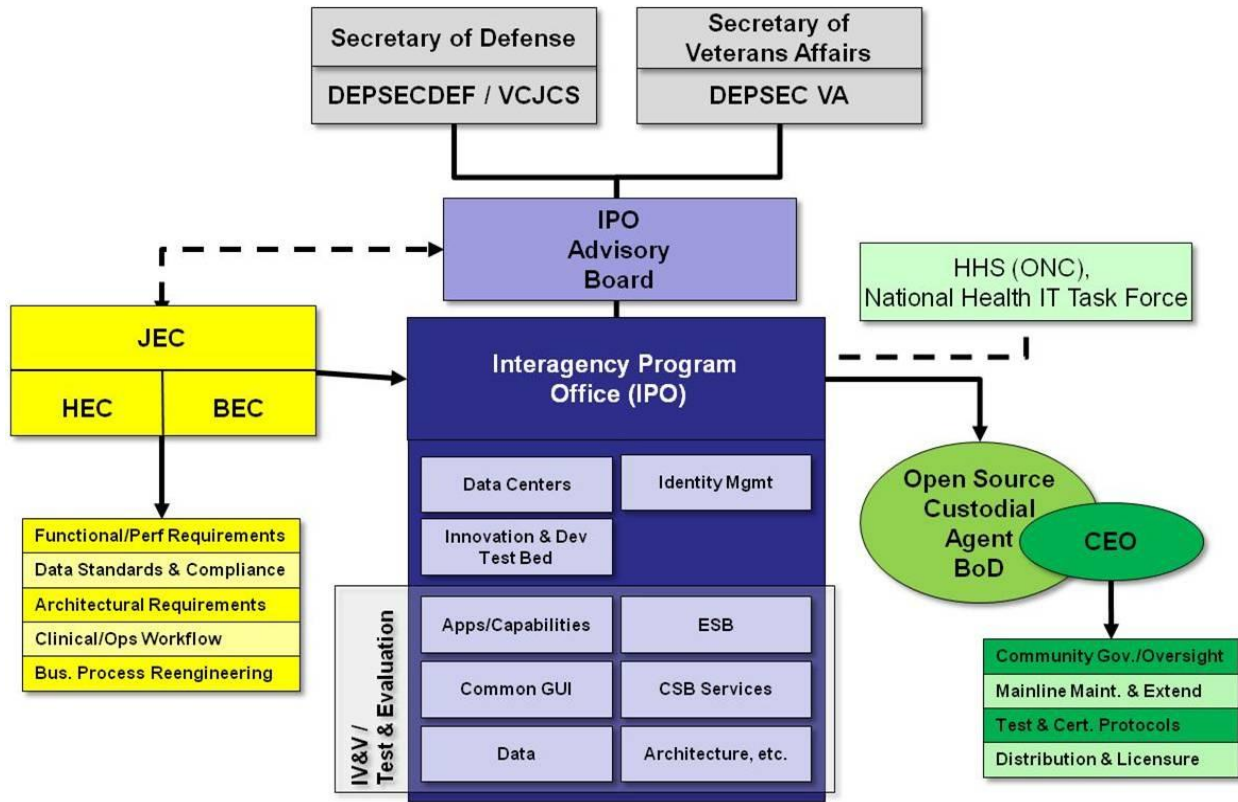 Secretary of Defense
DEPSECDEF / VCJCS
Secretary of
Veterans Affairs
DEPSEC VA
IPO
Advisory
Board
HHS (ONC),
National Health IT Task Force
JEC
HEC
BEC
Interagency Program
Office (IPO)
Functional/Perf Requirements
Data Standards & Compliance
Architectural Requirements
Clinical/Ops Workflow
Bus. Process Reengineering
Data Centers
Identity Mgmt
Innovation & Dev
Test Bed
IV&V /
Test & Evaluation
Apps/Capabilities
ESB
Common GUI
CSB Services
Data
Architecture, etc.
Open Source
Custodial
Agent
BoD
CEO
Community Gov./Oversight
Mainline Maint. & Extend
Test & Cert. Protocols
Distribution & Licensure